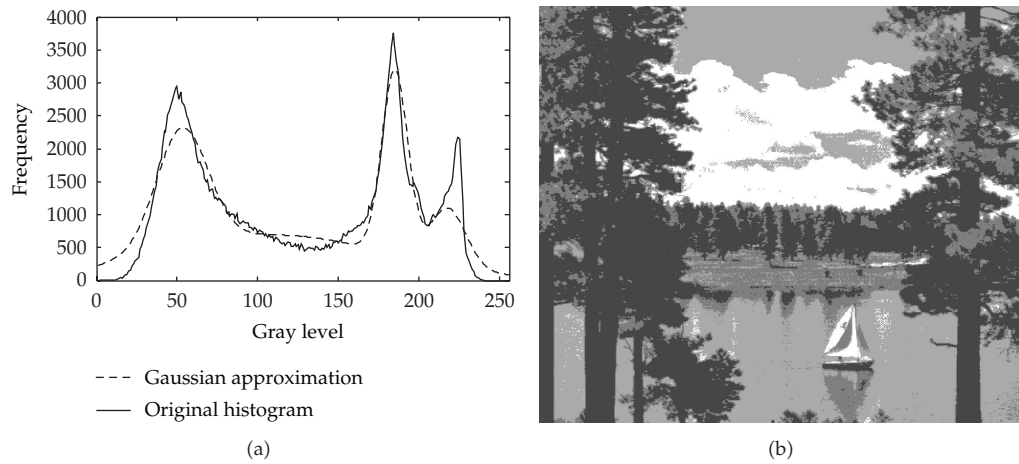 4000
3500
3000
2500
2000
1500
1000
500
0
Frequency
0 50 100 150 200 250
Gray level
Gaussian approximation
Original histogram
(a)
(b)